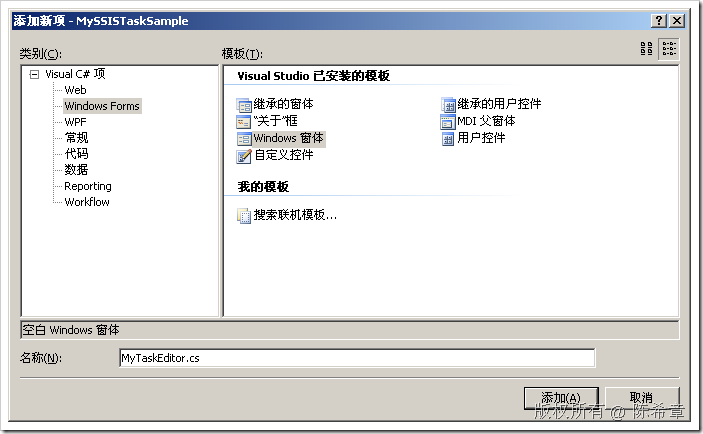 添加新项 - MySSISTaskSample
类别(C):
模板(T):
Visual C# 项
Web
Windows Forms
WPF
常规
代码
数据
Reporting
Workflow
Visual Studio 已安装的模板
继承的窗体
继承的用户控件
“关于”框
MDI 父窗体
Windows 窗体
用户控件
自定义控件
我的模板
搜索联机模板...
空白 Windows 窗体
名称(N):
MyTaskEditor.cs
添加(A)
取消
版权所有 @ 陈希章